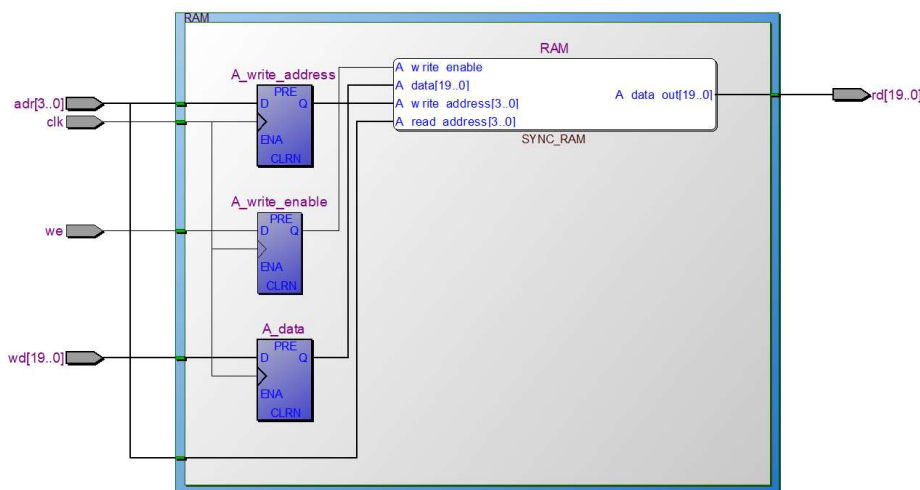 RAM
RAM
A_write_address
A write enable
PRE
A data[19..0]
adr[3..0]
D
Q
A write address[3..0]
A data out[19..0]
rd[19..0]
clk
A read address[3..0]
ENA
SYNC_RAM
CLRN
A_write_enable
PRE
we
D
Q
ENA
CLRN
A_data
PRE
wd[19..0]
D
Q
ENA
CLRN